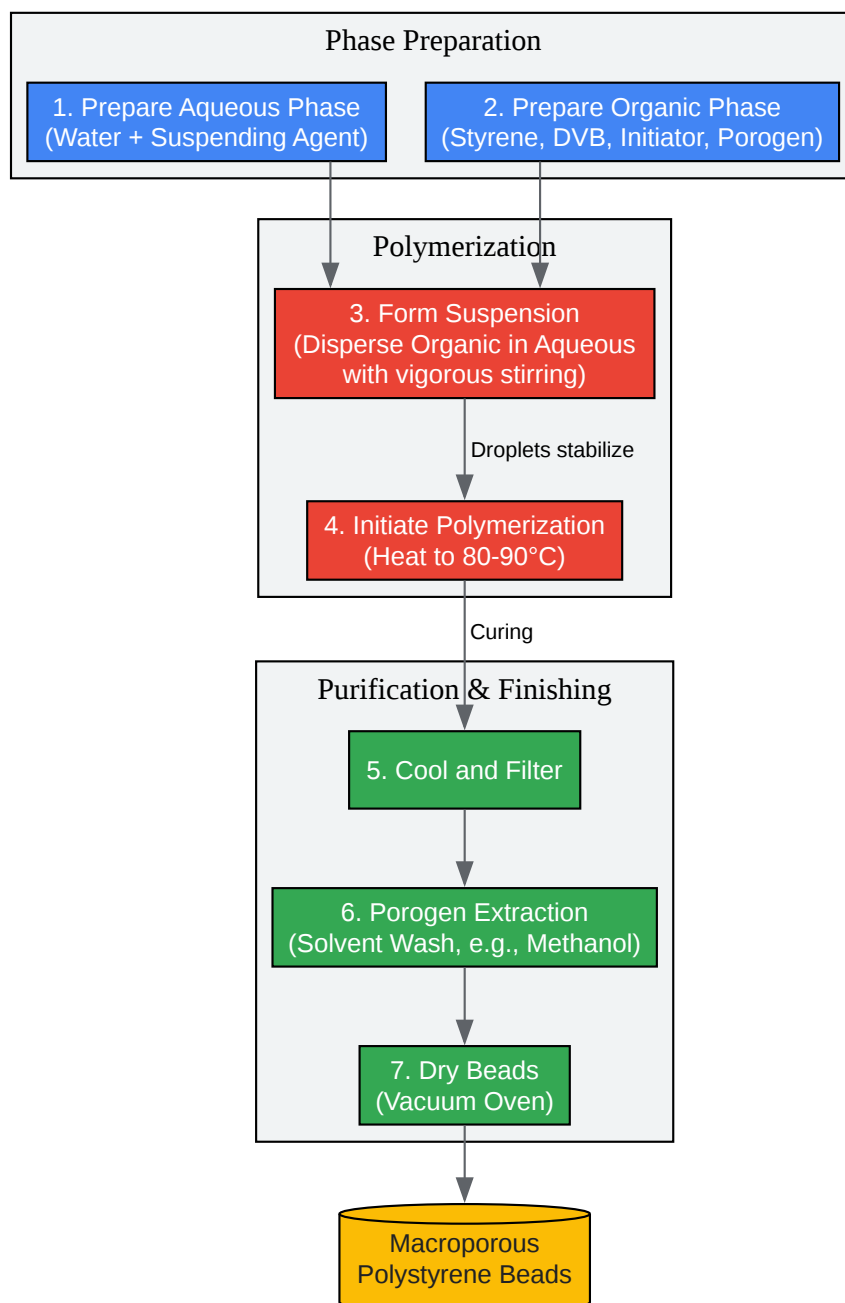 Phase Preparation
1. Prepare Aqueous Phase
(Water + Suspending Agent)
2. Prepare Organic Phase
(Styrene, DVB, Initiator, Porogen)
Polymerization
3. Form Suspension
(Disperse Organic in Aqueous
with vigorous stirring)
Droplets stabilize
4. Initiate Polymerization
(Heat to 80-90°C)
Curing
Purification & Finishing
5. Cool and Filter
6. Porogen Extraction
(Solvent Wash, e.g., Methanol)
7. Dry Beads
(Vacuum Oven)
Macroporous
Polystyrene Beads